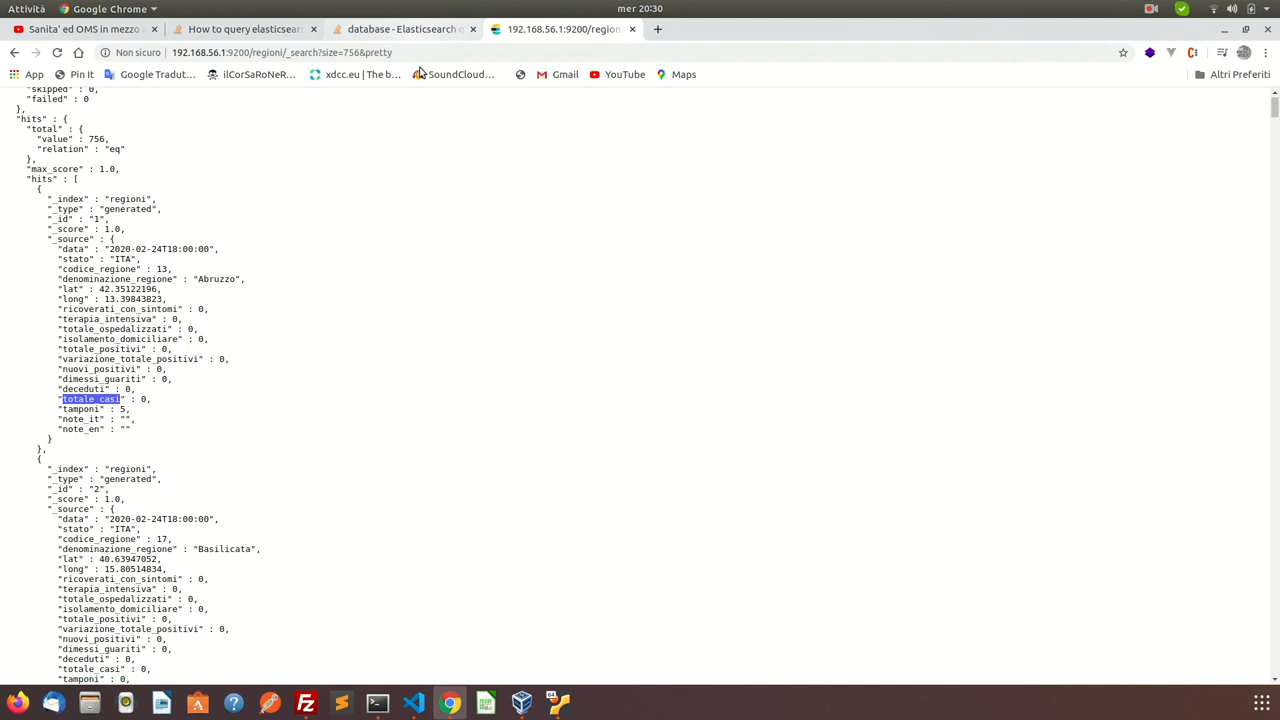 Attività
Google Chrome
mer 20:30
Sanita' ed OMS in mezzo a
How to query elasticsear
database - Elasticsearch q
192.168.56.1:9200/region
Non sicuro
192.168.56.1:9200/regioni/_search?size=756&pretty
App
Pin It
Google Tradut...
ilCorSaRoNeR...
xdcc.eu | The b...
SoundCloud...
Gmail
YouTube
Maps
Altri Preferiti
"skipped" : 0,
"failed" : 0
},
"hits" : {
"total" : {
"value" : 756,
"relation" : "eq"
},
"max_score" : 1.0,
"hits" : [
{
"_index" : "regioni",
"_type" : "generated",
"_id" : "1",
"_score" : 1.0,
"_source" : {
"data" : "2020-02-24T18:00:00",
"stato" : "ITA",
"codice_regione" : 13,
"denominazione_regione" : "Abruzzo",
"lat" : 42.35122196,
"long" : 13.39843823,
"ricoverati_con_sintomi" : 0,
"terapia_intensiva" : 0,
"totale_ospedalizzati" : 0,
"isolamento_domiciliare" : 0,
"totale_positivi" : 0,
"variazione_totale_positivi" : 0,
"nuovi_positivi" : 0,
"dimessi_guariti" : 0,
"deceduti" : 0,
"totale_casi" : 0,
"tamponi" : 5,
"note_it" : "",
"note_en" : ""
}
},
{
"_index" : "regioni",
"_type" : "generated",
"_id" : "2",
"_score" : 1.0,
"_source" : {
"data" : "2020-02-24T18:00:00",
"stato" : "ITA",
"codice_regione" : 17,
"denominazione_regione" : "Basilicata",
"lat" : 40.63947052,
"long" : 15.80514834,
"ricoverati_con_sintomi" : 0,
"terapia_intensiva" : 0,
"totale_ospedalizzati" : 0,
"isolamento_domiciliare" : 0,
"totale_positivi" : 0,
"variazione_totale_positivi" : 0,
"nuovi_positivi" : 0,
"dimessi_guariti" : 0,
"deceduti" : 0,
"totale_casi" : 0,
"tamponi" : 0,